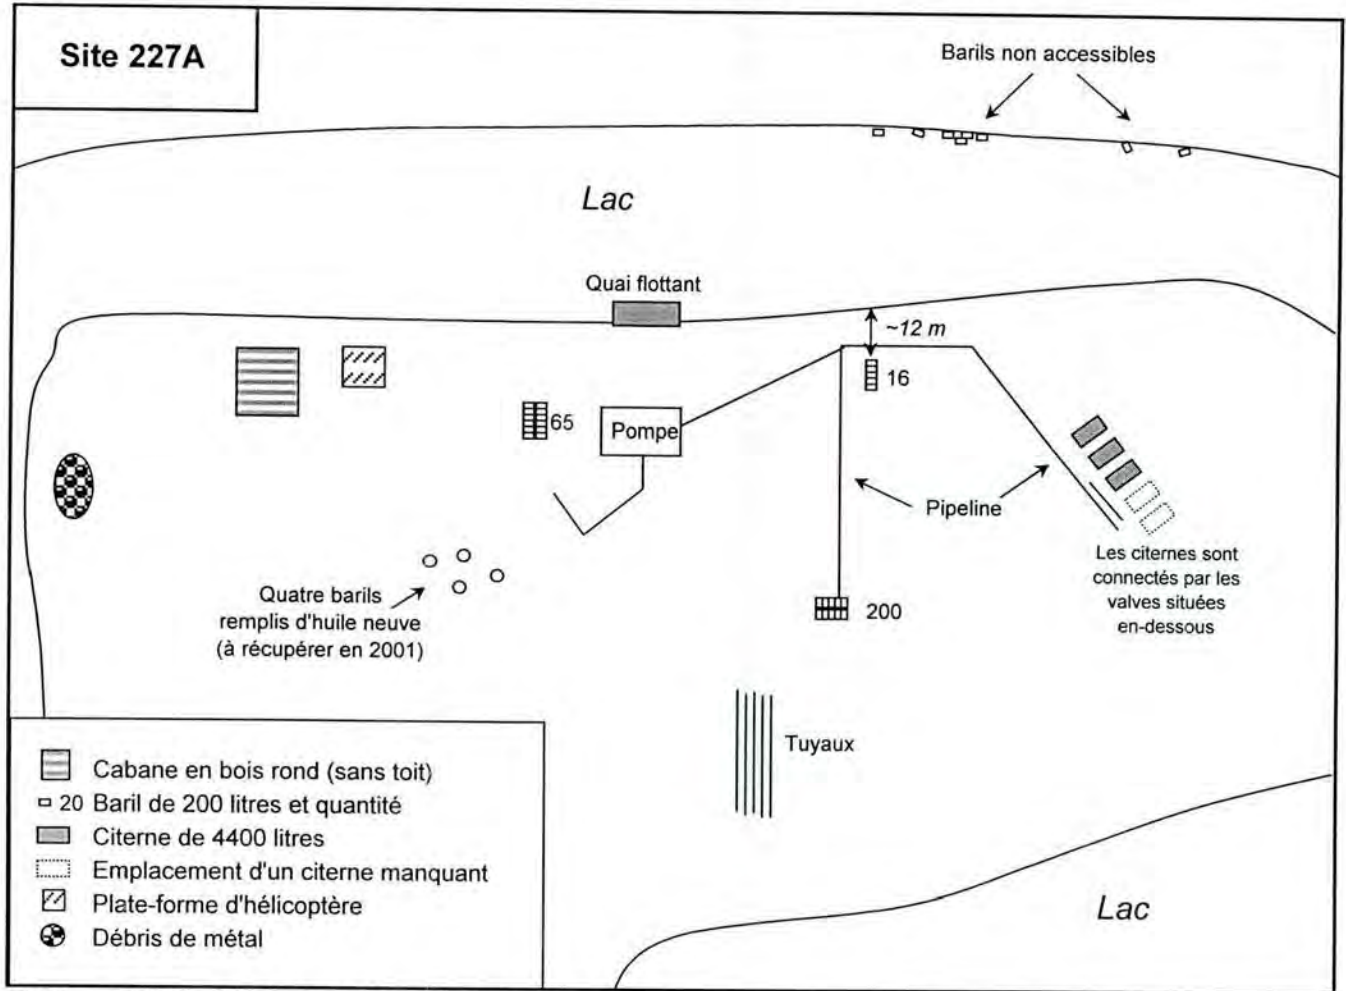 Site 227A
Barils non accessibles
Lac
Quai flottant
~12 m
16
65
Pompe
Pipeline
Les citernes sont
connectés par les
valves situées
en-dessous
Quatre barils
remplis d'huile neuve
(à récupérer en 2001)
200
Tuyaux
Cabane en bois rond (sans toit)
20 Baril de 200 litres et quantité
Citerne de 4400 litres
Emplacement d'un citerne manquant
Plate-forme d'hélicoptère
Débris de métal
Lac